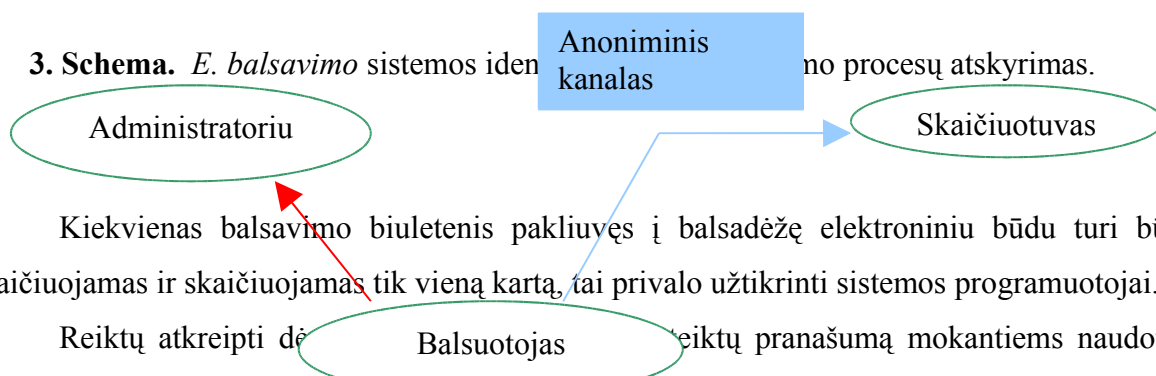 Anoniminis
kanalas
3. Schema. E. balsavimo sistemos iden mo procesų atskyrimas.
Administratoriu
Skaičiuotuvas
Kiekvienas balsavimo biuletenis pakliuvęs į balsadėžę elektroniniu būdu turi bū
aičiuojamas ir skaičiuojamas tik vieną kartą, tai privalo užtikrinti sistemos programuotojai.
Reiktų atkreipti dė eiktų pranašumą mokantiems naudo
Balsuotojas